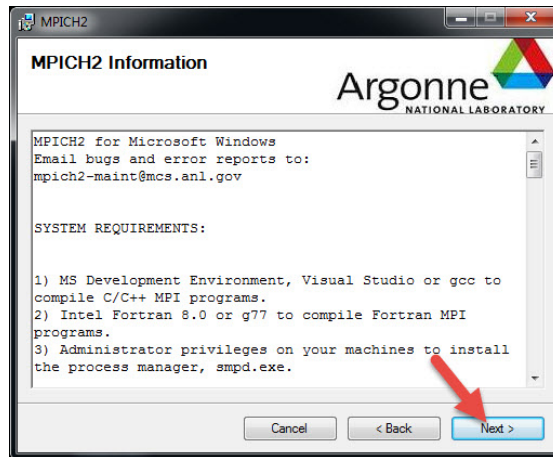 MPICH2
MPICH2 Information
Argonne
NATIONAL LABORATORY
MPICH2 for Microsoft Windows
Email bugs and error reports to:
mpich2-maint@mcs.anl.gov
SYSTEM REQUIREMENTS:
1) MS Development Environment, Visual Studio or gcc to
compile C/C++ MPI programs.
2) Intel Fortran 8.0 or g77 to compile Fortran MPI
programs.
3) Administrator privileges on your machines to install
the process manager, smpd.exe.
Cancel
< Back
Next >